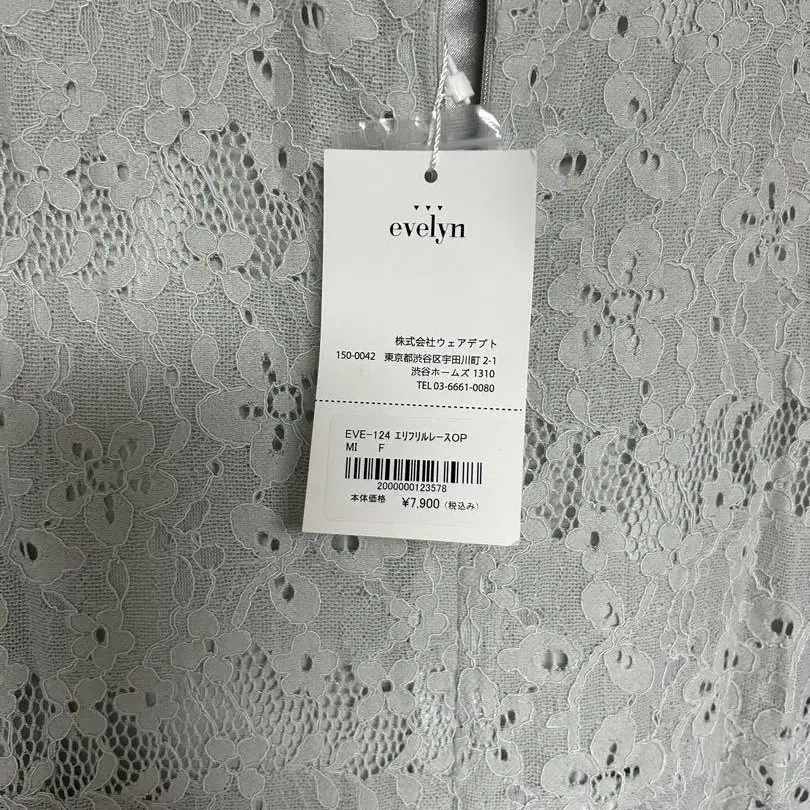 evelyn
株式会社ウェアデプト
150-0042 東京都渋谷区宇田川町 2-1
渋谷ホームズ 1310
TEL 03-6661-0080
EVE-124 エリフリルレースOP
MI F
2000000123578
本体価格 ¥7,900（税込み）